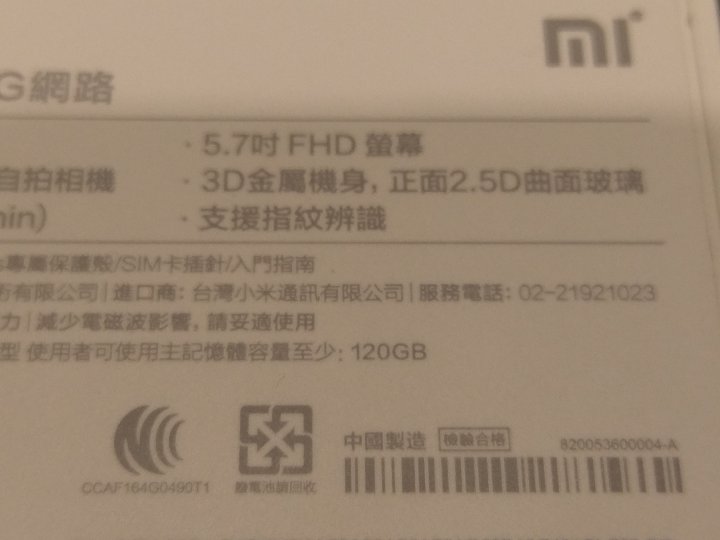 mi
G網路
· 5.7吋 FHD 螢幕
自拍相機 · 3D金屬機身, 正面2.5D曲面玻璃
min) · 支援指紋辨識
專屬保護殼/SIM卡插針/入門指南
術有限公司 | 進口商: 台灣小米通訊有限公司 | 服務電話: 02-21921023
力 | 減少電磁波影響, 請妥適使用
型 使用者可使用主記憶體容量至少: 120GB
中國製造 檢驗合格 820053600004-A
CCAF164G0490T1 廢電池請回收